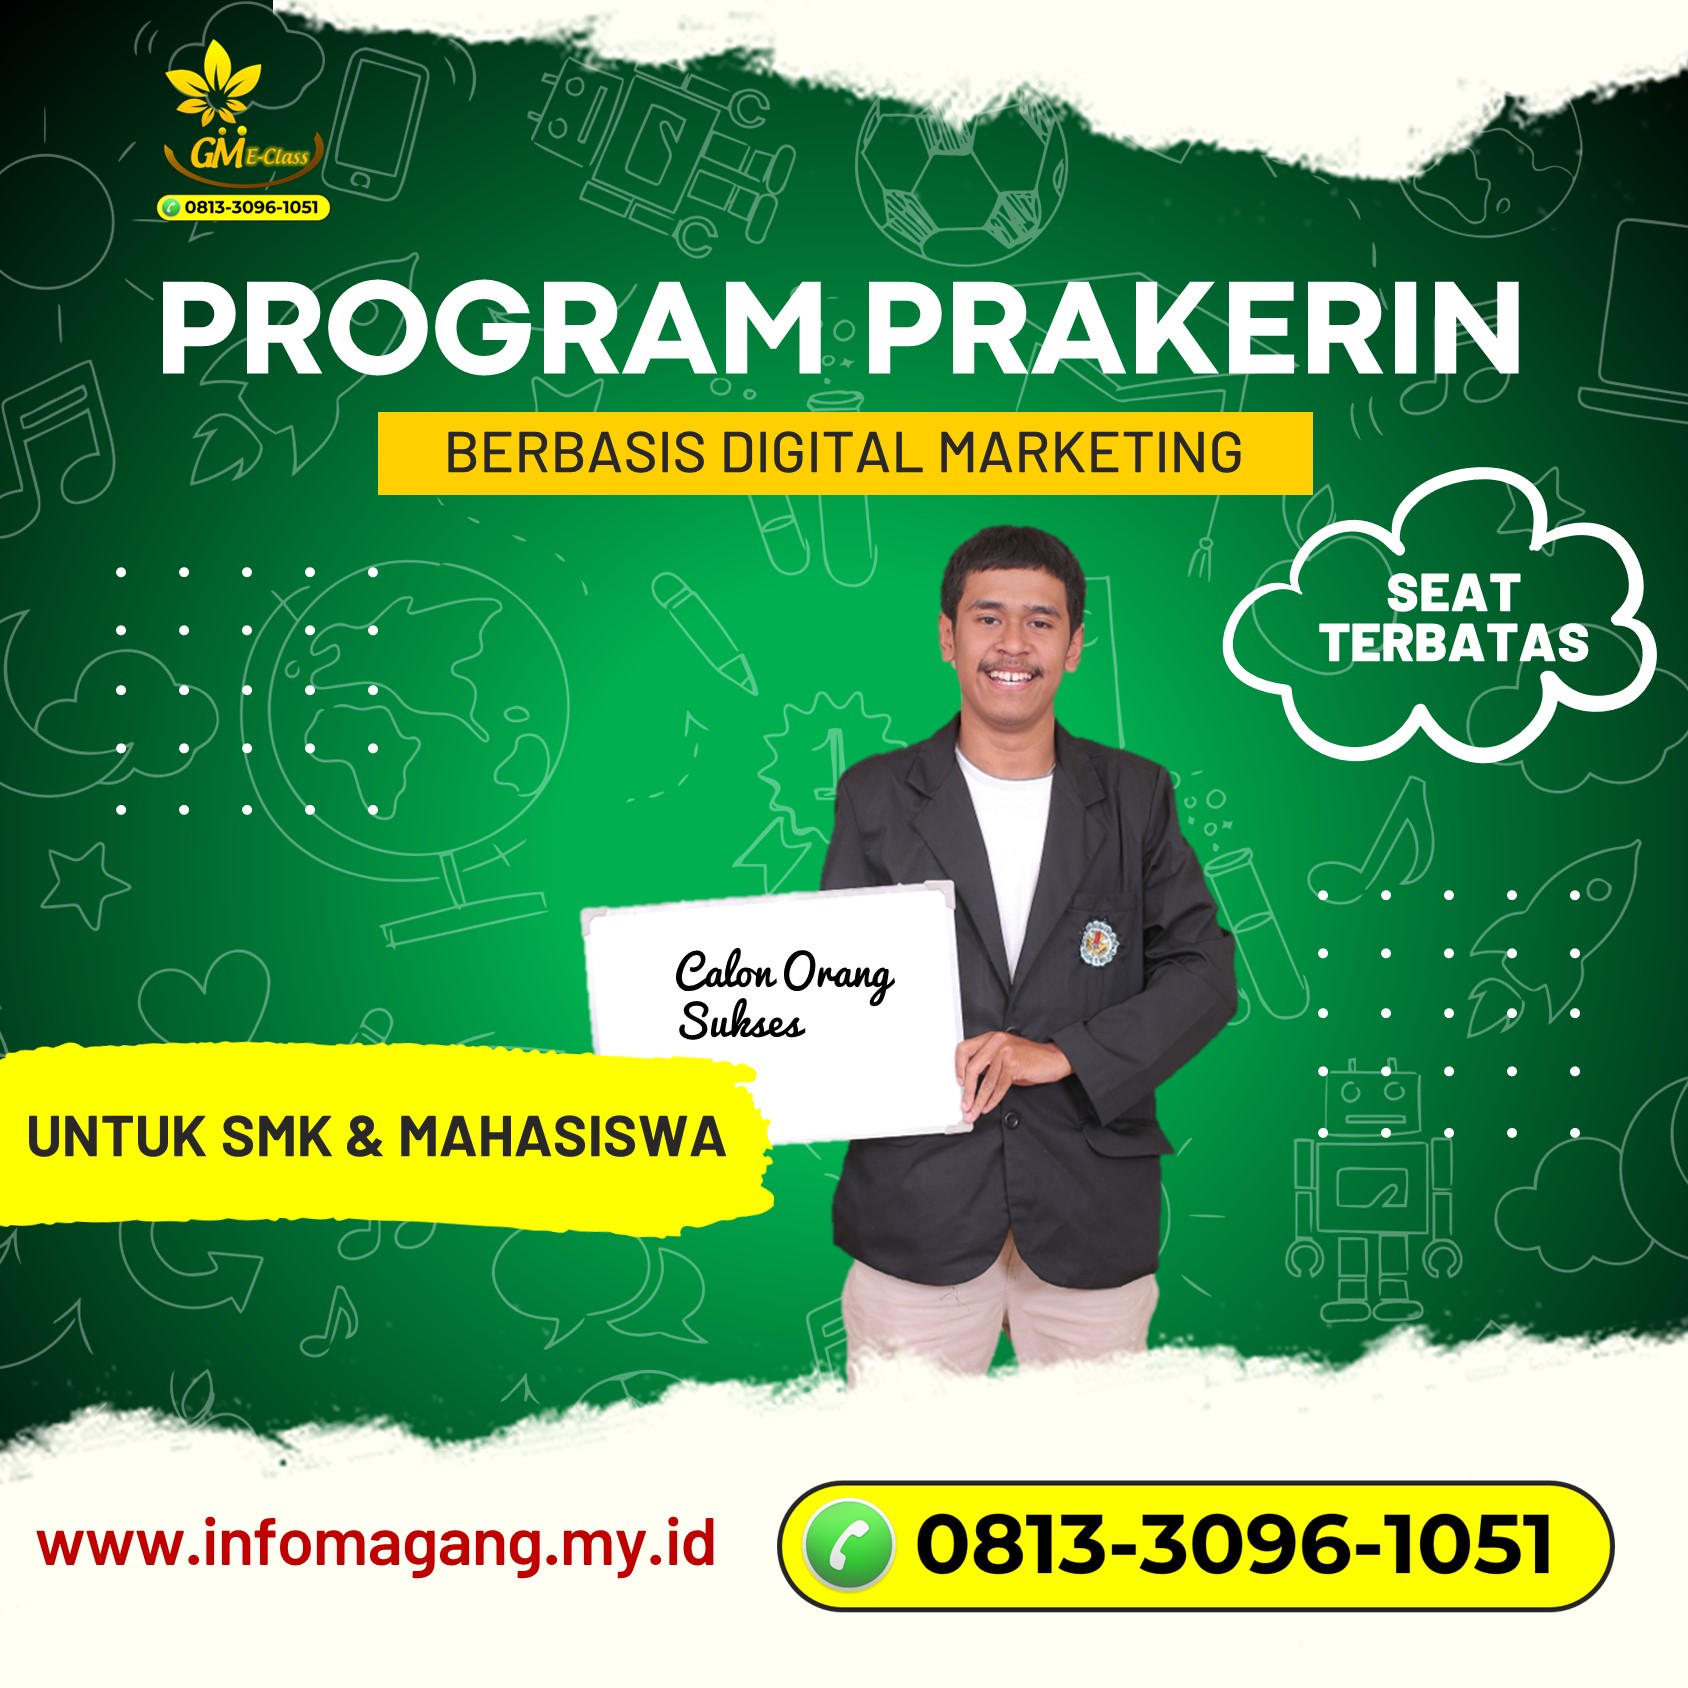 GM E-Class
0813-3096-1051
PROGRAM PRAKERIN
BERBASIS DIGITAL MARKETING
SEAT
TERBATAS
Calon Orang
Sukses
UNTUK SMK & MAHASISWA
www.infomagang.my.id
0813-3096-1051